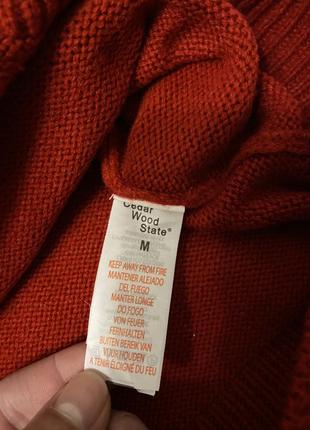 Cedar
Wood
State®
M
KEEP AWAY FROM FIRE
MANTENER ALEJADO
DEL FUEGO
MANTER LONGE
DO FOGO
VON FEUER
FERNHALTEN
BUITEN BEREIK VAN
VUUR HOUDEN
A TENIR ÉLOIGNÉ DU FEU